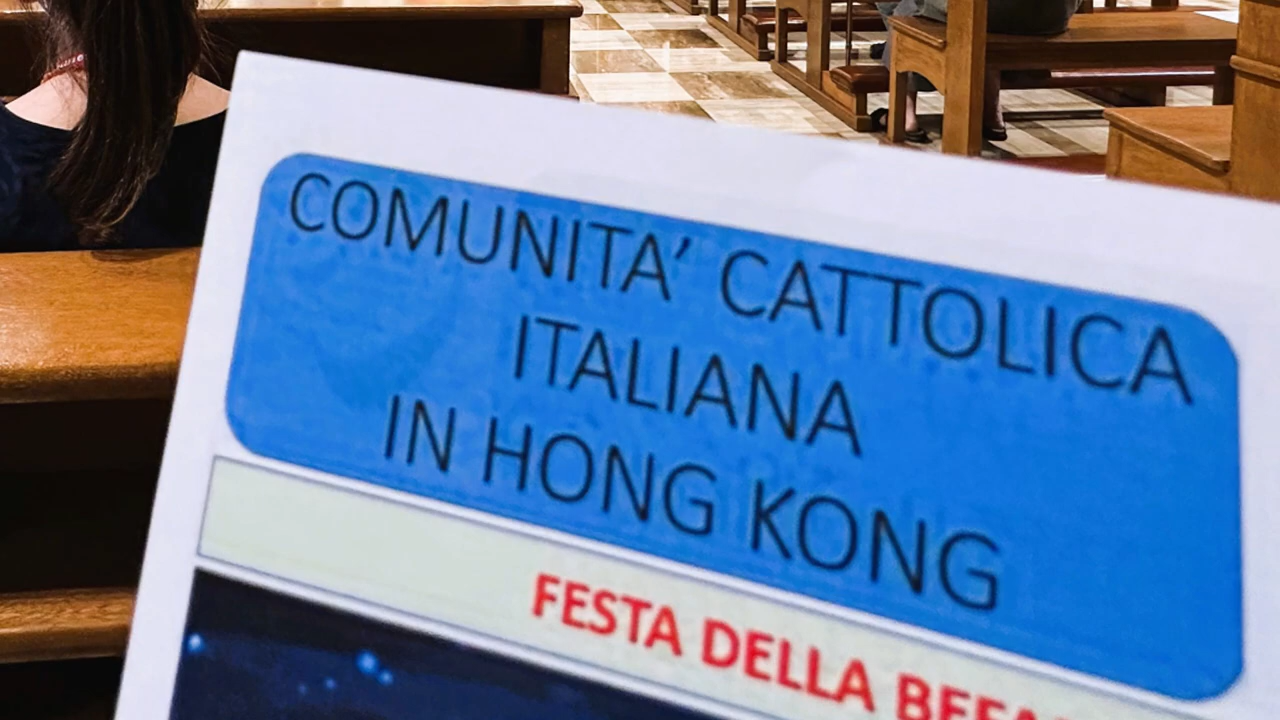 COMUNITA’ CATTOLICA
ITALIANA
IN HONG KONG
FESTA DELLA